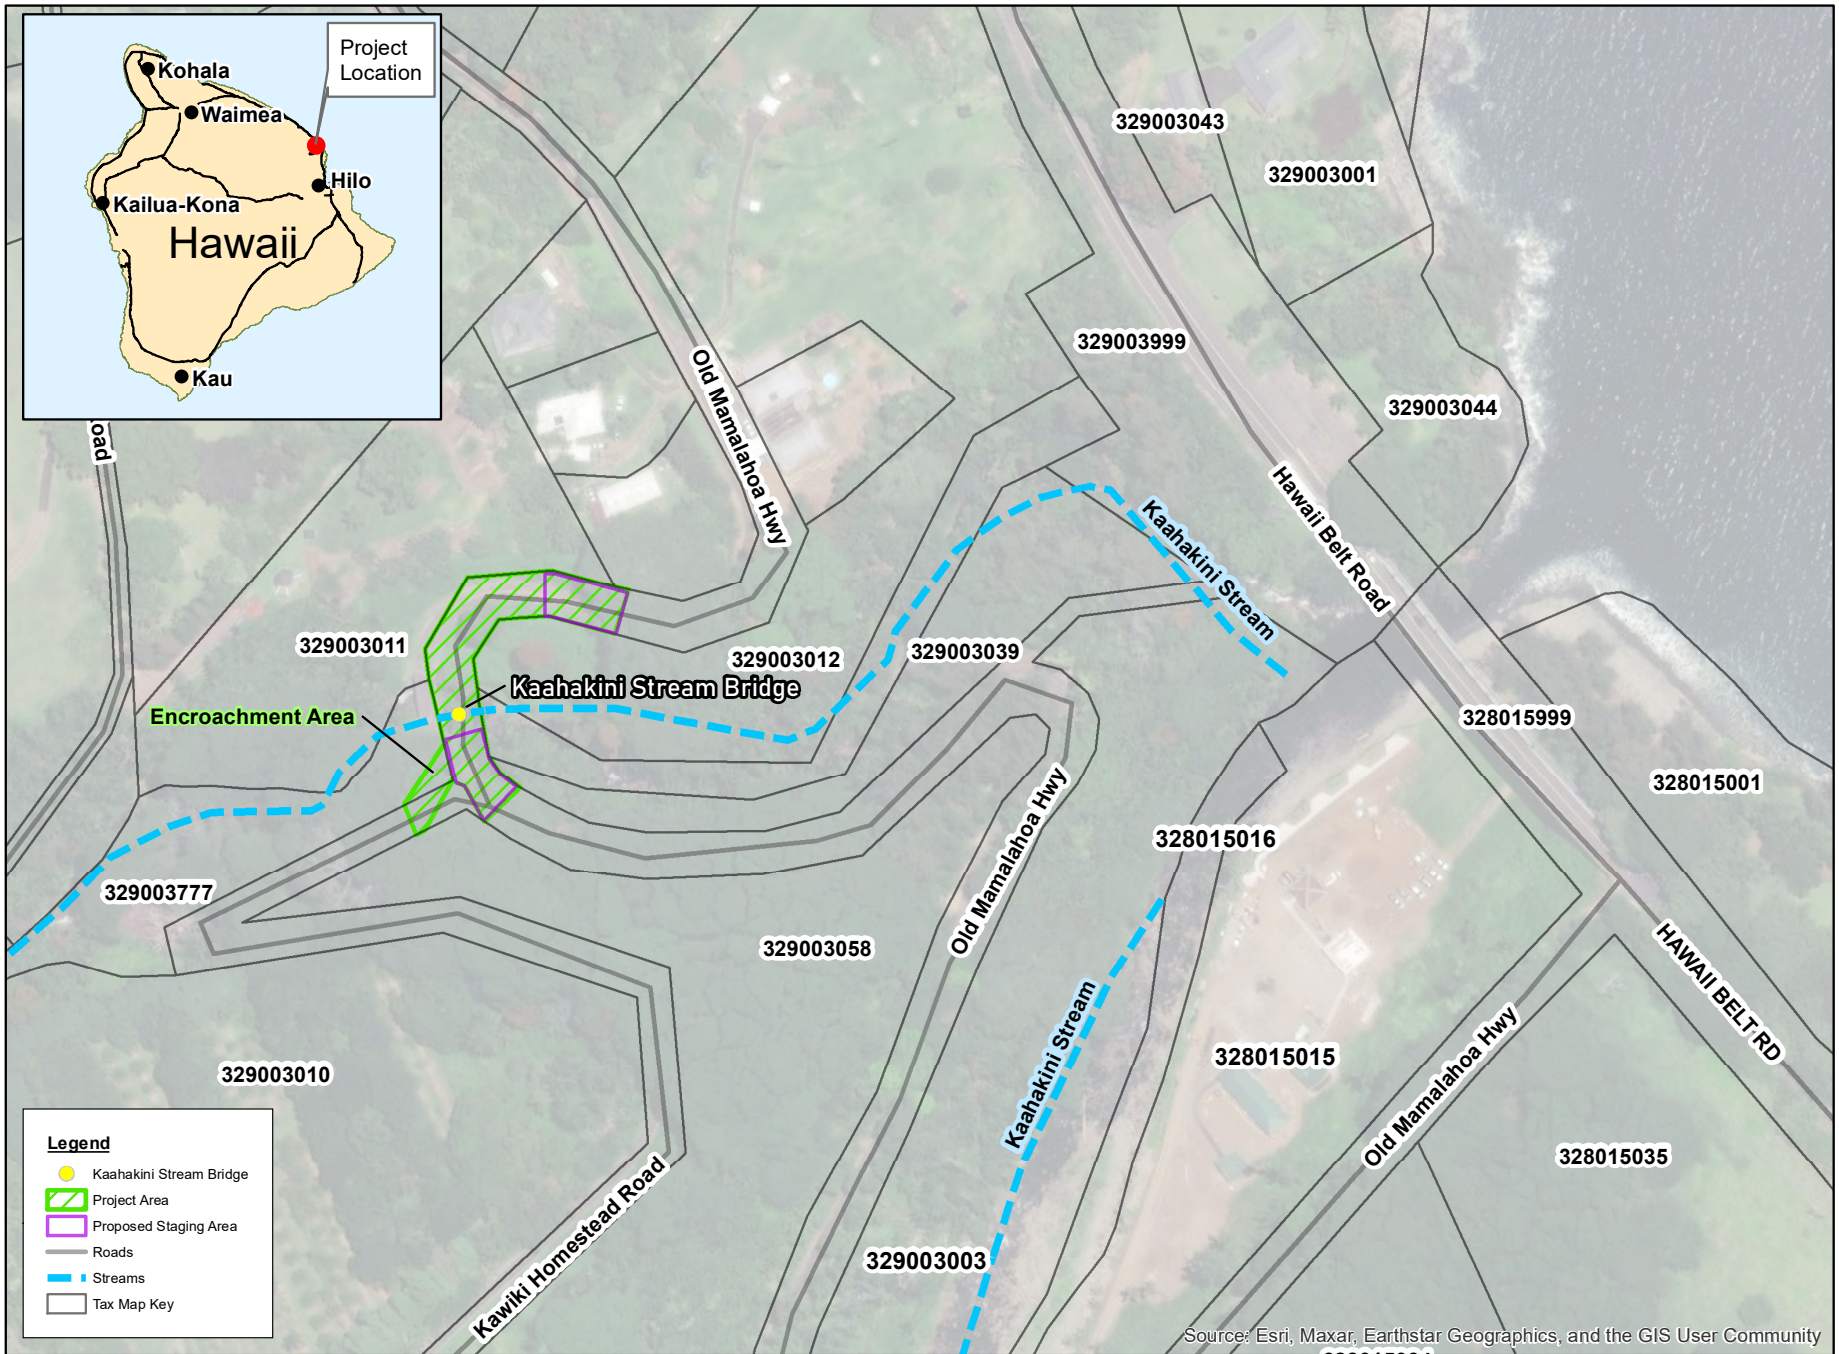 Project
Location
Kohala
Waimea
Hilo
Kailua-Kona
Hawaii
Kau
329003043
329003001
329003999
329003044
Old Mamalahoa Hwy
Hawaii Belt Road
Kaahakini Stream
329003011
329003012
329003039
Kaahakini Stream Bridge
Encroachment Area
328015999
328015001
Old Mamalahoa Hwy
328015016
329003777
329003058
HAWAII BELT RD
Kaahakini Stream
328015015
Old Mamalahoa Hwy
329003010
328015035
329003003
Kawiki Homestead Road
Legend
Kaahakini Stream Bridge
Project Area
Proposed Staging Area
Roads
Streams
Tax Map Key
Source: Esri, Maxar, Earthstar Geographics, and the GIS User Community